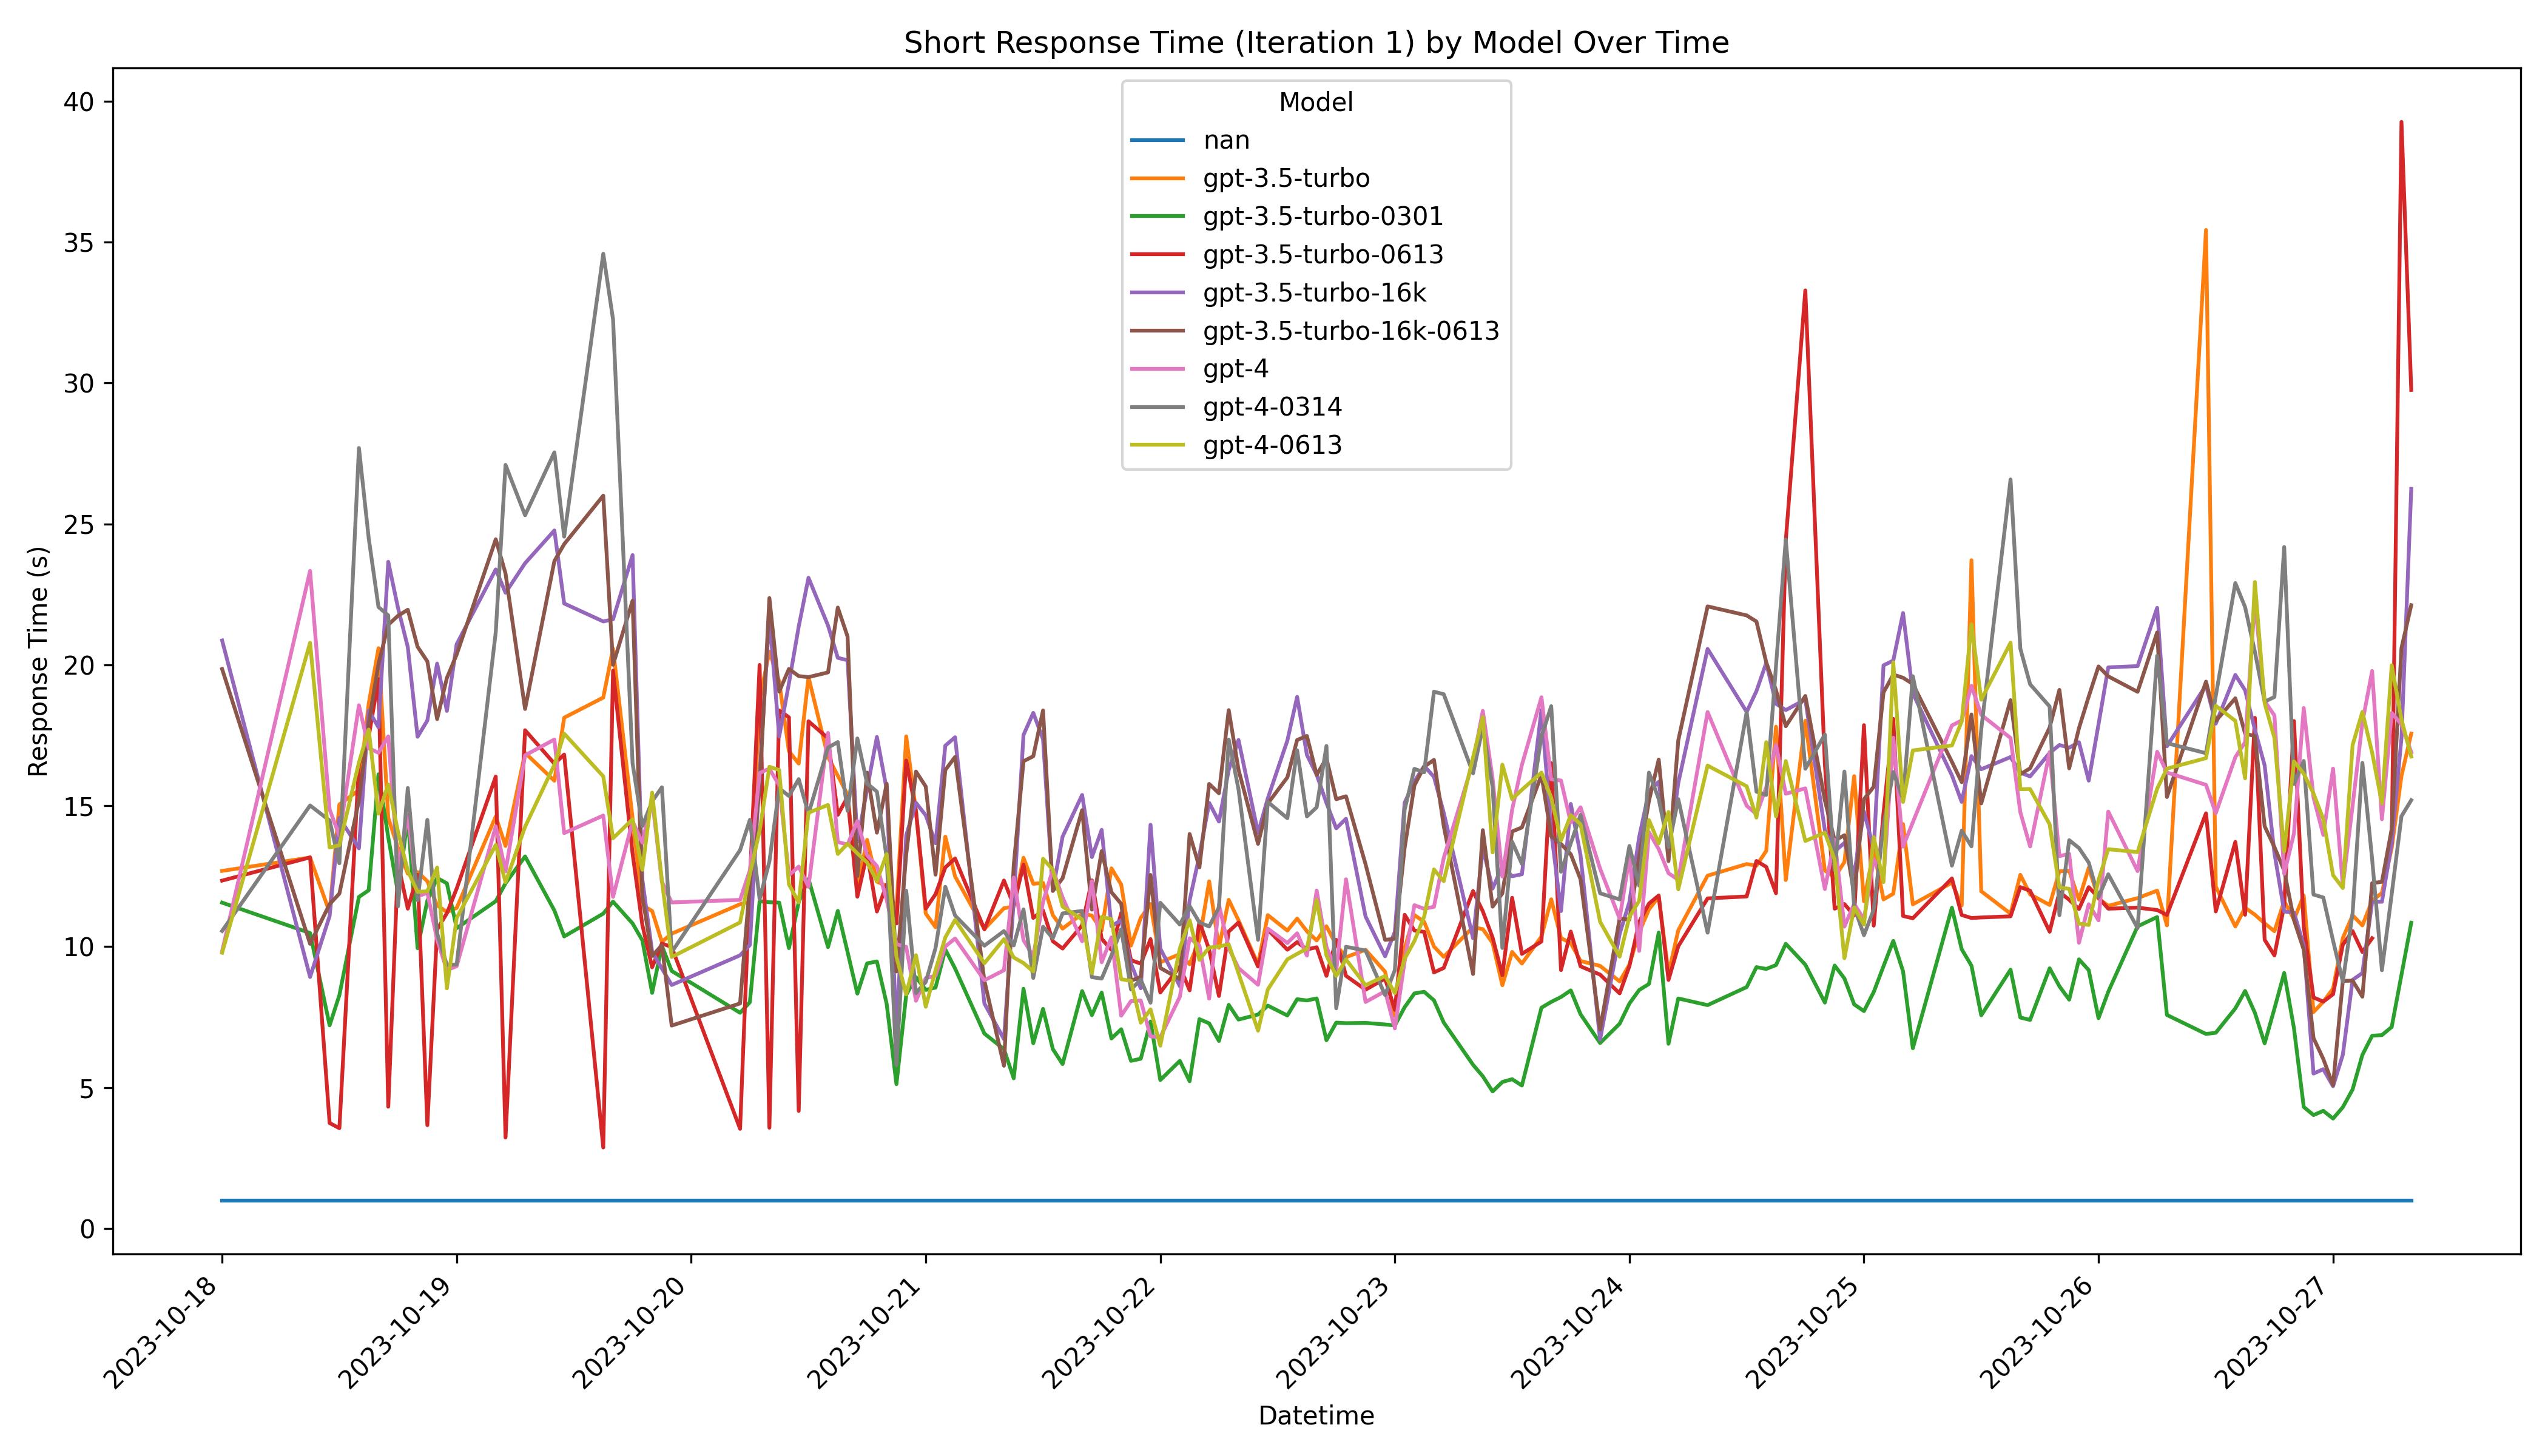 Short Response Time (Iteration 1) by Model Over Time
Model
nan
gpt-3.5-turbo
gpt-3.5-turbo-0301
gpt-3.5-turbo-0613
gpt-3.5-turbo-16k
gpt-3.5-turbo-16k-0613
gpt-4
gpt-4-0314
gpt-4-0613
Response Time (s)
40
35
30
25
20
15
10
5
0
2023-10-18
2023-10-19
2023-10-20
2023-10-21
2023-10-22
2023-10-23
2023-10-24
2023-10-25
2023-10-26
2023-10-27
Datetime